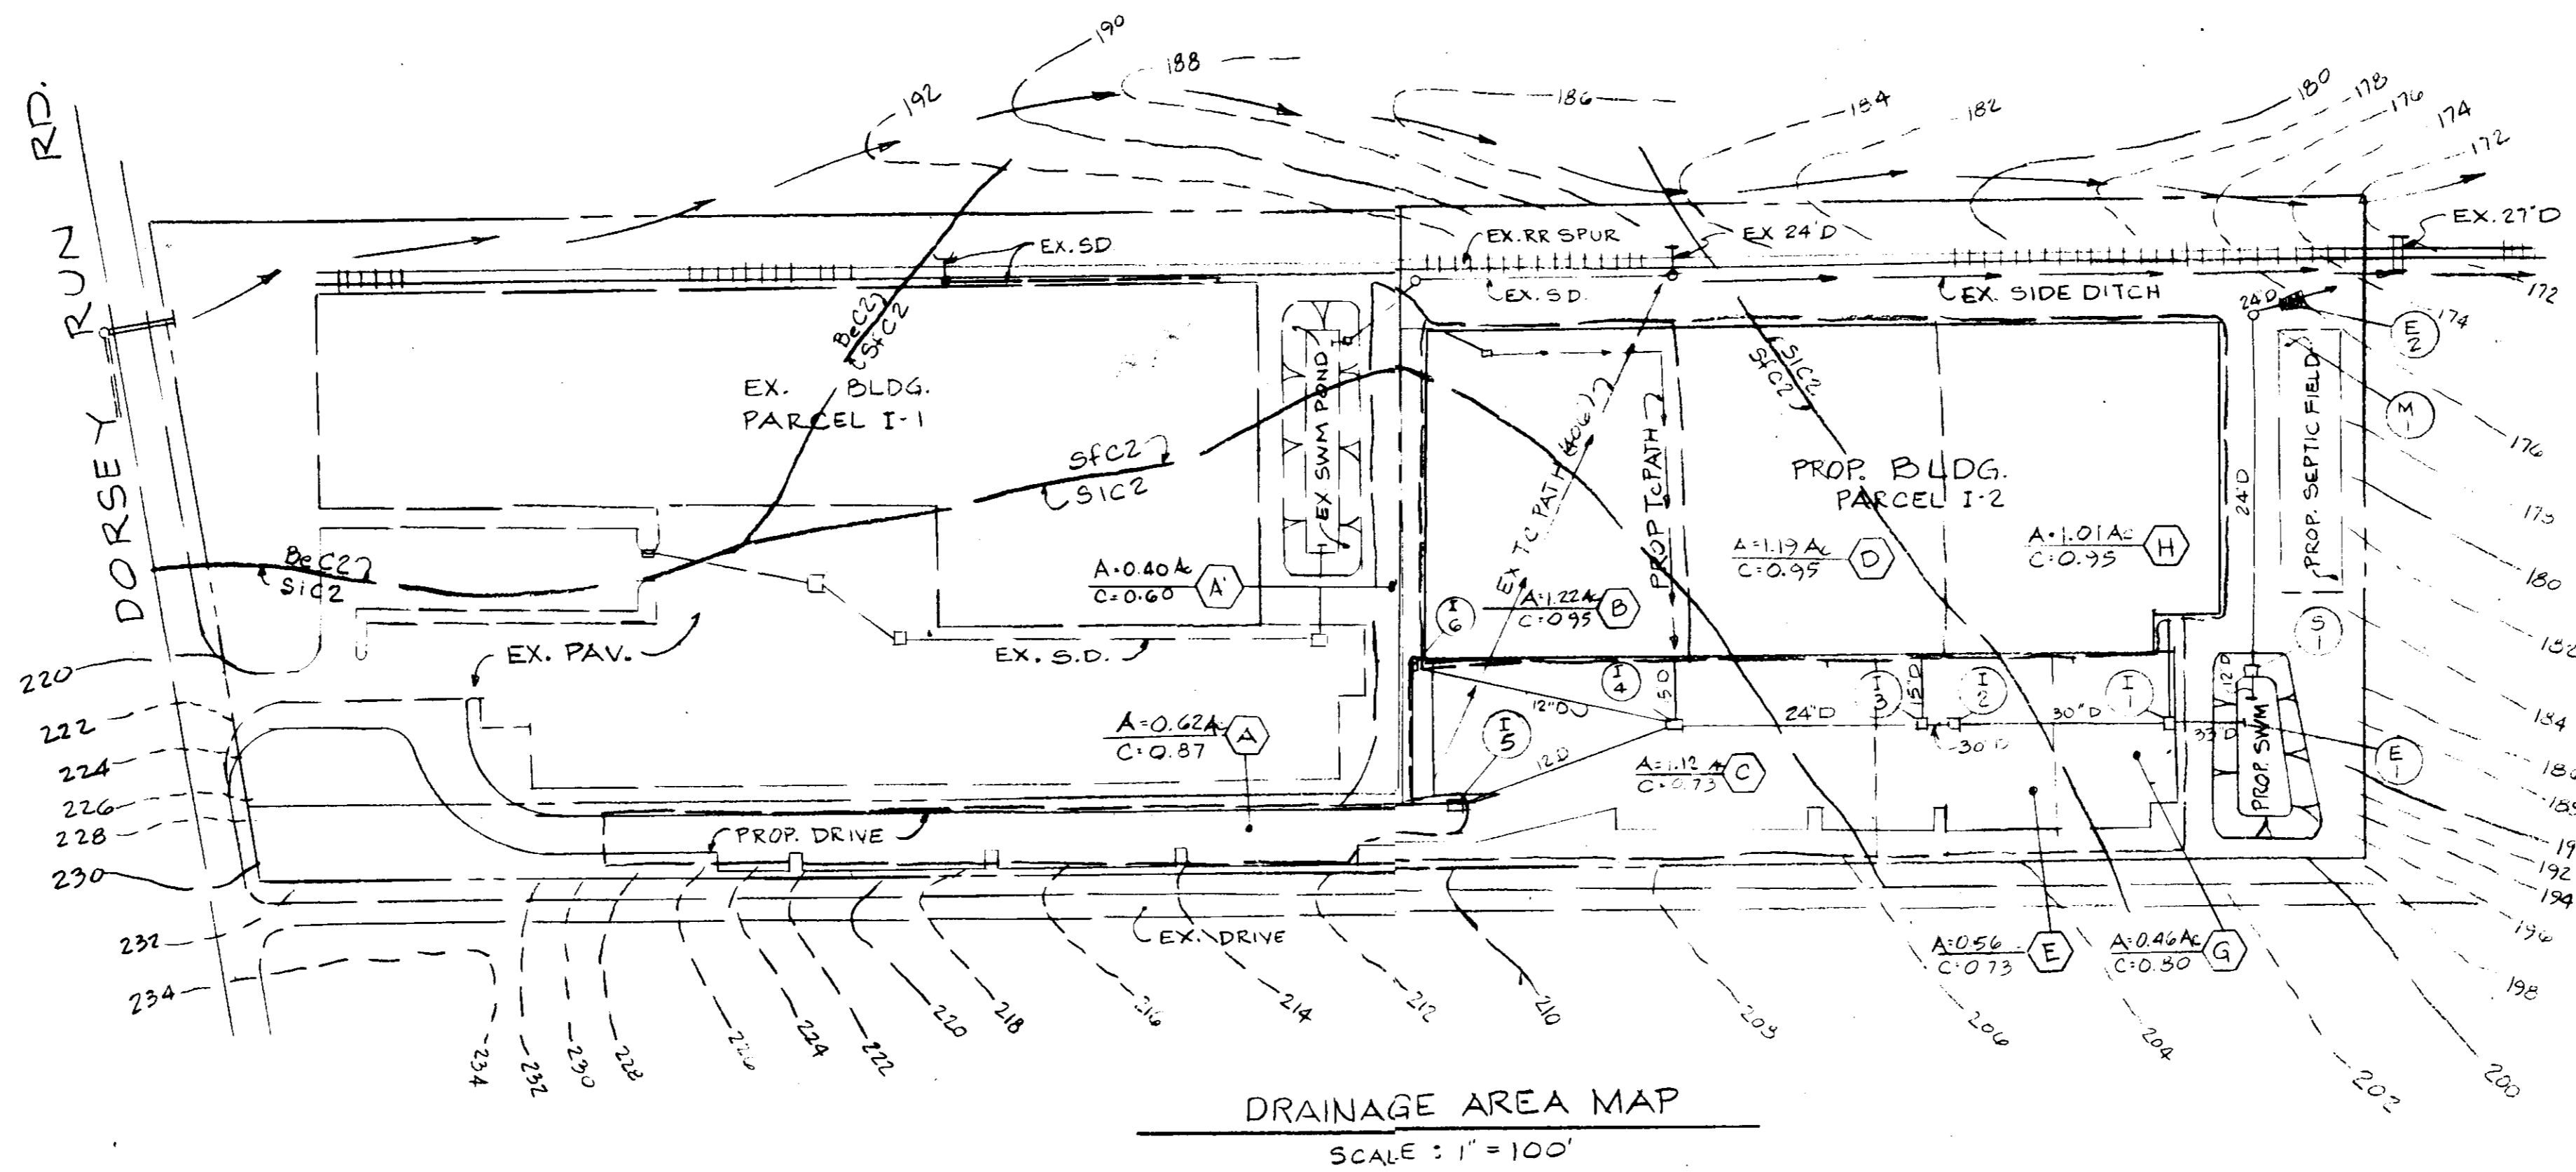 DORSEY RUN RD.
190
188
192
186
184
182
180
178
176
174
172
EX. SD
EX. RR SPUR
EX 24"D
EX. 27"D
EX. S.D.
EX. SIDE DITCH
172
24"D
174
E
2
BeC2
SfC2
EX. BLDG.
PARCEL I-1
EX SWM POND
SfC2
SiC2
EX TC PATH
PROP TC PATH
SiC2
SfC2
PROP. BLDG.
PARCEL I-2
24"D
PROP. SEPTIC FIELD
M
1
176
BeC2
SiC2
A=0.40 Ac
C=0.60
A'
A=1.22 Ac
C=0.95
B
A=1.19 Ac
C=0.95
D
A=1.01 Ac
C=0.95
H
180
I
6
S
1
182
220
EX. PAV.
EX. S.D.
I
4
15"D
I
3
15"D
I
2
I
1
12"D
222
224
226
228
230
232
234
A=0.62 Ac
C=0.87
A
I
5
12"D
12"D
24"D
30"D
30"D
33"D
PROP. SWM
E
1
184
A=1.12 Ac
C=0.73
C
PROP. DRIVE
EX. DRIVE
192
194
196
198
A=0.56
C=0.73
E
A=0.46 Ac
C=0.80
G
234
232
230
228
226
224
222
220
218
216
214
212
210
206
204
202
200
DRAINAGE AREA MAP
SCALE : 1" = 100'